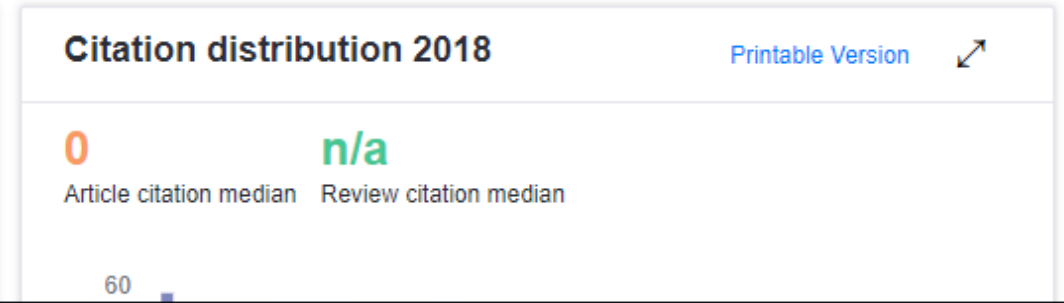 Citation distribution 2018 Printable Version
0 n/a
Article citation median Review citation median
60